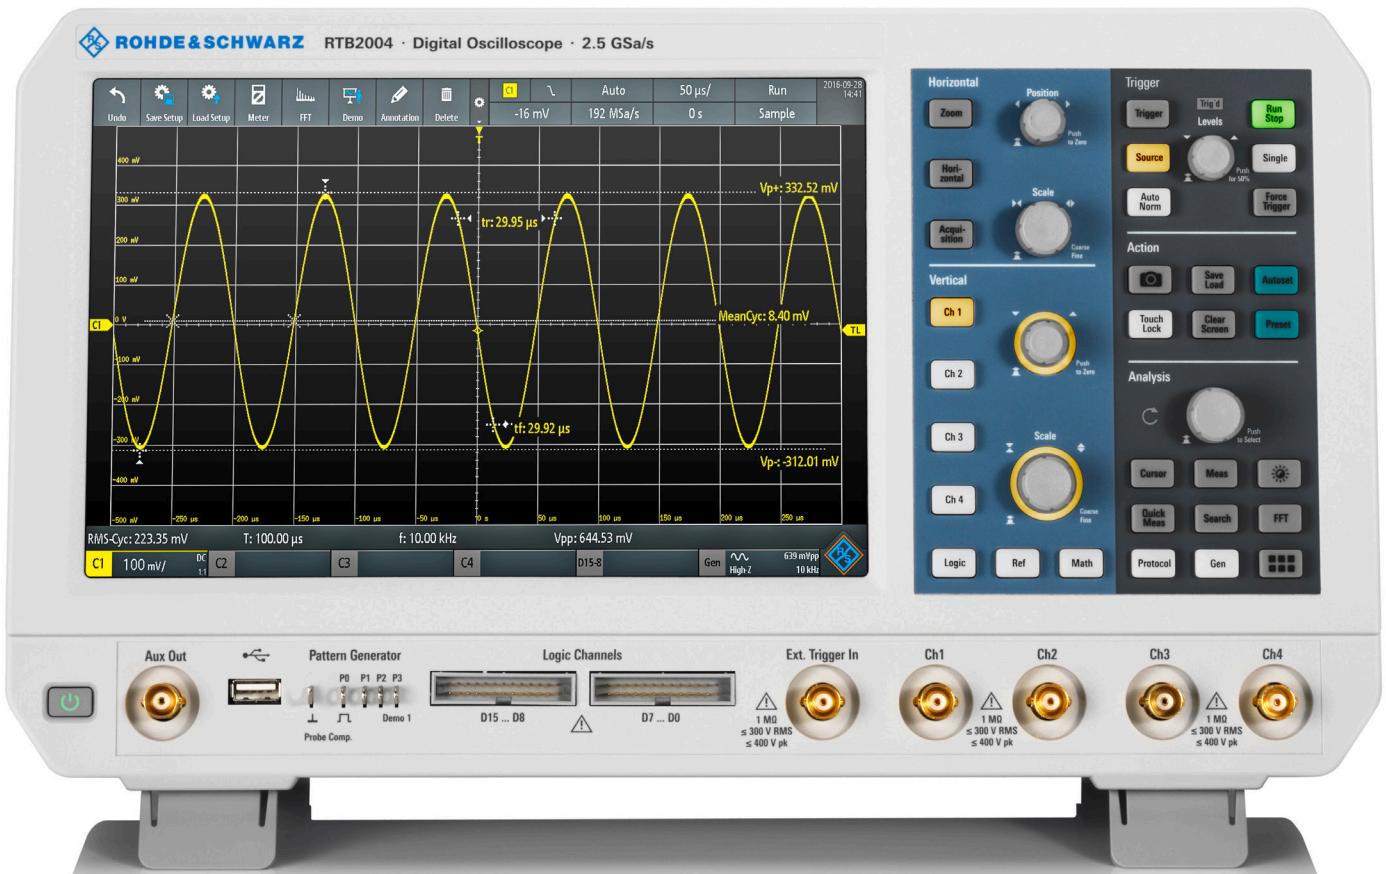 ROHDE & SCHWARZ RTB2004 · Digital Oscilloscope · 2.5 GSa/s
Undo Save Setup Load Setup Meter FFT Demo Annotation Delete
C1 Auto 50 µs/ Run
-16 mV 192 MSa/s 0 s Sample
2016-09-28
14:41
T
400 mV
300 mV
200 mV
100 mV
0 V
-100 mV
-200 mV
-300 mV
-400 mV
-500 mV
Vp+: 332.52 mV
tr: 29.95 µs
MeanCyc: 8.40 mV
C1
TL
tf: 29.92 µs
Vp-: -312.01 mV
-250 µs -200 µs -150 µs -100 µs -50 µs 0 s 50 µs 100 µs 150 µs 200 µs 250 µs
RMS-Cyc: 223.35 mV T: 100.00 µs f: 10.00 kHz Vpp: 644.53 mV
C1 100 mV/ DC 1:1 C2 C3 C4 D15-8 Gen High-Z 639 mVpp 10 kHz
R&S
Horizontal
Position
Zoom
Push
to Zero
Hori-
zontal
Scale
Acqui-
sition
Coarse
Fine
Vertical
Ch 1
Push
to Zero
Ch 2
Ch 3
Scale
Ch 4
Coarse
Fine
Logic Ref Math
Trigger
Trigger
Trig'd
Levels
Run
Stop
Source
Single
Push
for 50%
Auto
Norm
Force
Trigger
Action
Save
Load
Autoset
Touch
Lock
Clear
Screen
Preset
Analysis
Push
to Select
Cursor Meas
Quick
Meas
Search
FFT
Protocol Gen
Aux Out
Pattern Generator
P0 P1 P2 P3
Demo 1
Probe Comp.
Logic Channels
D15 ... D8
D7 ... D0
Ext. Trigger In
1 MΩ
≤ 300 V RMS
≤ 400 V pk
Ch1
Ch2
1 MΩ
≤ 300 V RMS
≤ 400 V pk
Ch3
Ch4
1 MΩ
≤ 300 V RMS
≤ 400 V pk